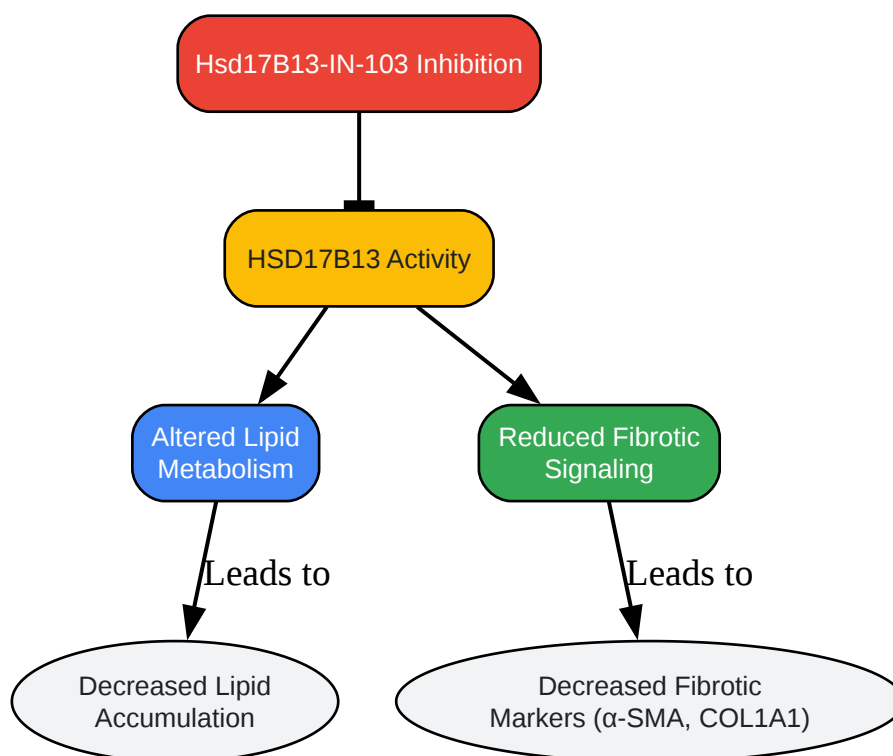 Hsd17B13-IN-103 Inhibition
HSD17B13 Activity
Altered Lipid
Metabolism
Reduced Fibrotic
Signaling
Leads to
Leads to
Decreased Lipid
Accumulation
Decreased Fibrotic
Markers (α-SMA, COL1A1)